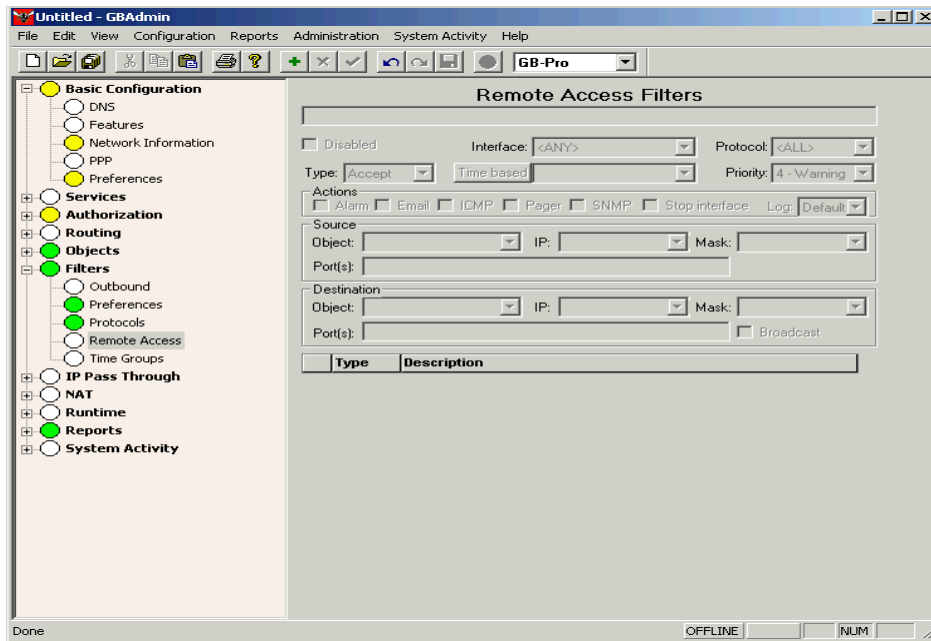 Untitled - GBAdmin
File Edit View Configuration Reports Administration System Activity Help
GB-Pro
Basic Configuration
DNS
Features
Network Information
PPP
Preferences
Services
Authorization
Routing
Objects
Filters
Outbound
Preferences
Protocols
Remote Access
Time Groups
IP Pass Through
NAT
Runtime
Reports
System Activity
Remote Access Filters
Disabled Interface: <ANY> Protocol: <ALL>
Type: Accept Time based Priority: 4 - Warning
Actions
Alarm Email ICMP Pager SNMP Stop interface Log: Default
Source
Object: IP: Mask:
Port(s):
Destination
Object: IP: Mask:
Port(s): Broadcast
Type Description
Done OFFLINE NUM